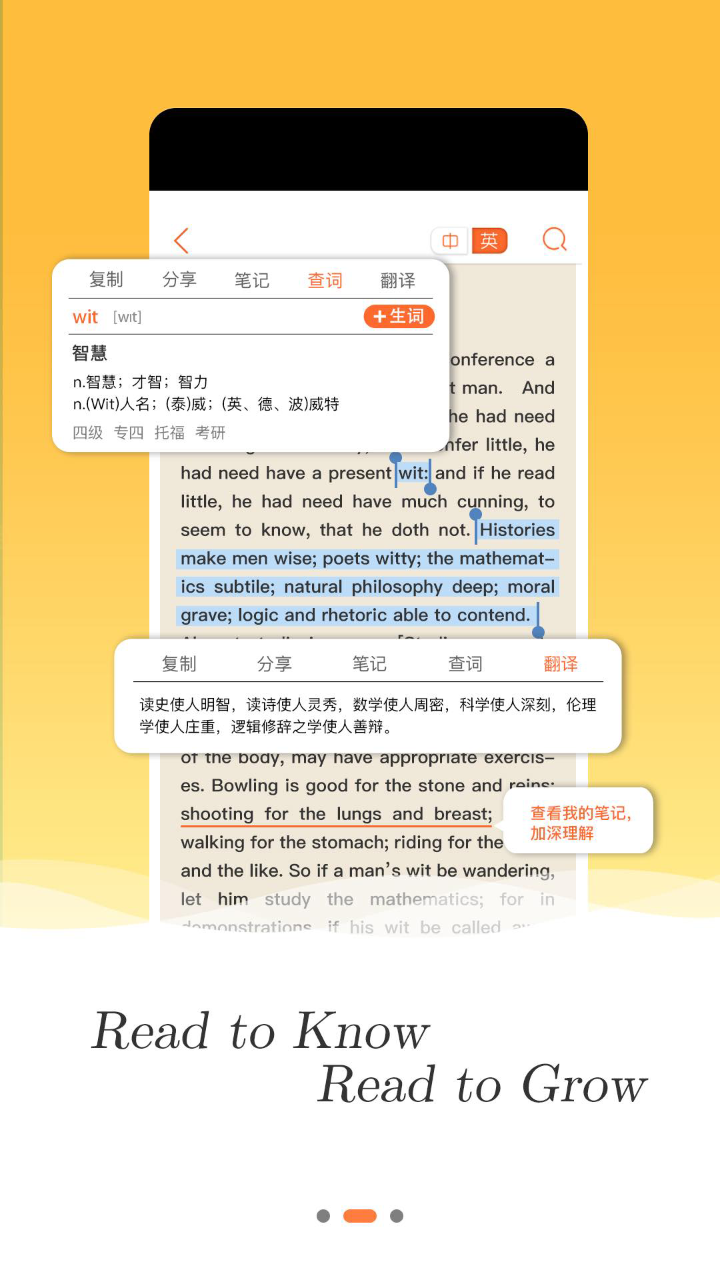 中 英
复制 分享 笔记 查词 翻译
wit [wɪt] +生词
智慧
n.智慧；才智；智力
n.(Wit)人名；(泰)威；(英、德、波)威特
四级 专四 托福 考研
onference a
t man. And
he had need
nfer little, he
had need have a present wit: and if he read
little, he had need have much cunning, to
seem to know, that he doth not. Histories
make men wise; poets witty; the mathemat–
ics subtile; natural philosophy deep; moral
grave; logic and rhetoric able to contend.
复制 分享 笔记 查词 翻译
读史使人明智，读诗使人灵秀，数学使人周密，科学使人深刻，伦理
学使人庄重，逻辑修辞之学使人善辩。
of the body, may have appropriate exercis–
es. Bowling is good for the stone and reins;
shooting for the lungs and breast;
查看我的笔记，
加深理解
walking for the stomach; riding for the
and the like. So if a man's wit be wandering,
let him study the mathematics; for in
demonstrations, if his wit be called
Read to Know
Read to Grow